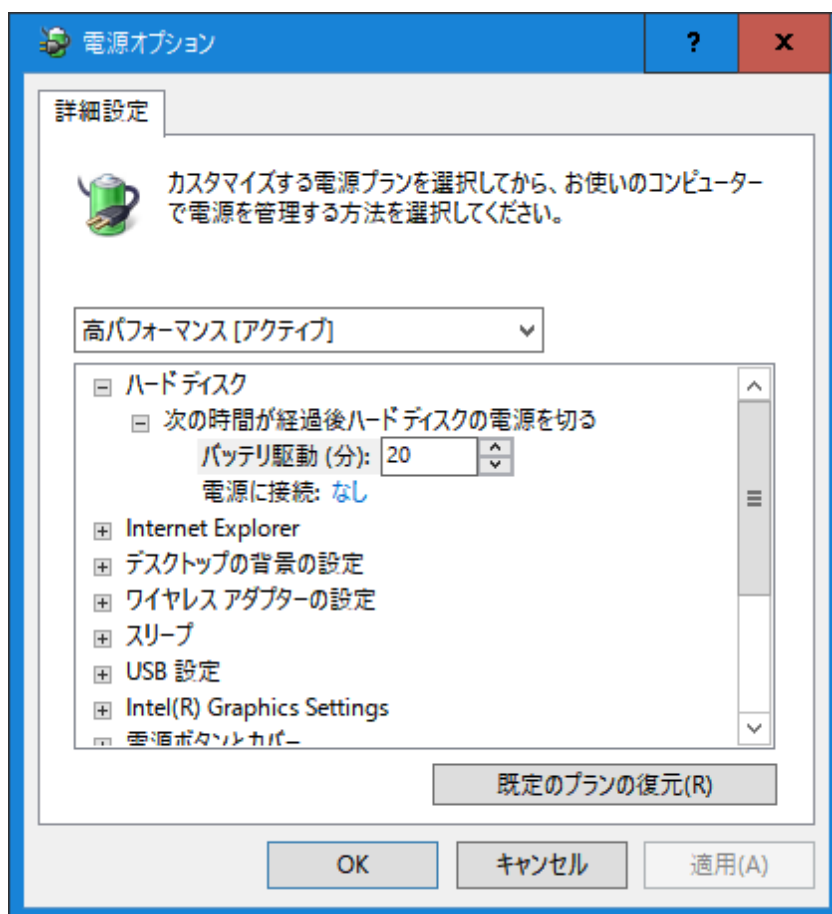 電源オプション
?
x
詳細設定
カスタマイズする電源プランを選択してから、お使いのコンピューター
で電源を管理する方法を選択してください。
高パフォーマンス [アクティブ]
ハード ディスク
次の時間が経過後ハード ディスクの電源を切る
バッテリ駆動 (分): 20
電源に接続: なし
Internet Explorer
デスクトップの背景の設定
ワイヤレス アダプターの設定
スリープ
USB 設定
Intel(R) Graphics Settings
電源ボタンとカバー
既定のプランの復元(R)
OK
キャンセル
適用(A)